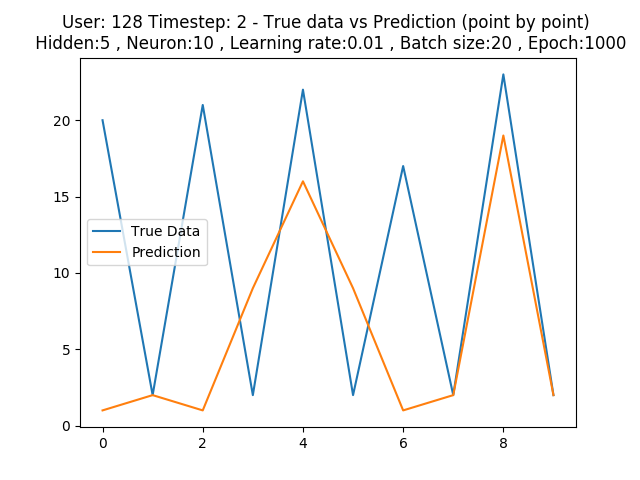 User: 128 Timestep: 2 - True data vs Prediction (point by point)
Hidden:5 , Neuron:10 , Learning rate:0.01 , Batch size:20 , Epoch:1000
20
15
10
5
0
True Data
Prediction
0 2 4 6 8